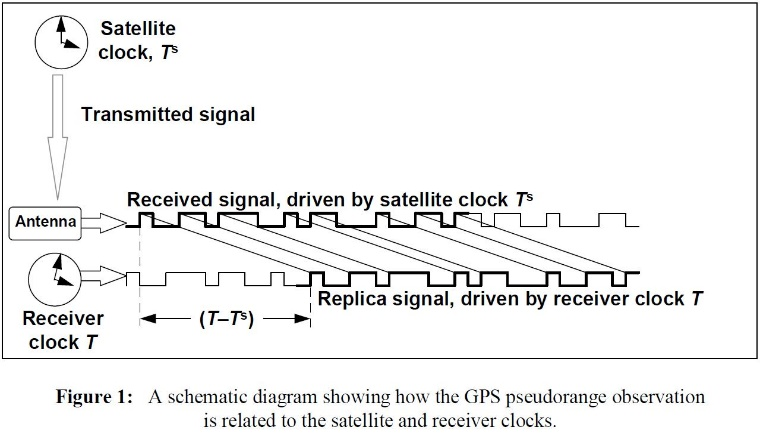 Satellite
clock, Tˢ
Transmitted signal
Received signal, driven by satellite clock Tˢ
Antenna
Replica signal, driven by receiver clock T
Receiver
clock T
(T–Tˢ)
Figure 1: A schematic diagram showing how the GPS pseudorange observation
is related to the satellite and receiver clocks.